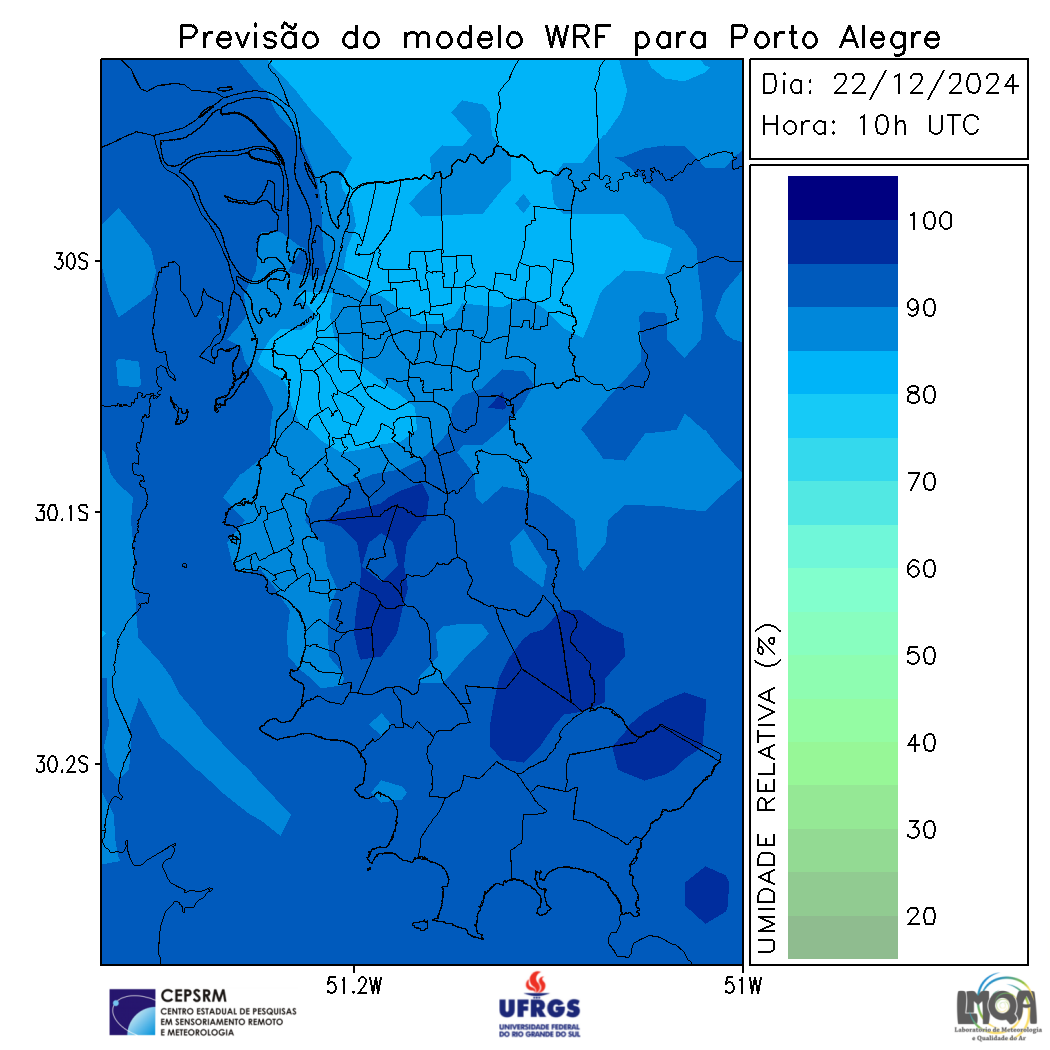 Previsão do modelo WRF para Porto Alegre
Dia: 22/12/2024
Hora: 10h UTC
30S
30.1S
30.2S
51.2W
51W
100
90
80
70
60
50
40
30
20
UMIDADE RELATIVA (%)
CEPSRM
CENTRO ESTADUAL DE PESQUISAS
EM SENSORIAMENTO REMOTO
E METEOROLOGIA
UFRGS
UNIVERSIDADE FEDERAL
DO RIO GRANDE DO SUL
LMQA
Laboratório de Meteorologia
e Qualidade do Ar